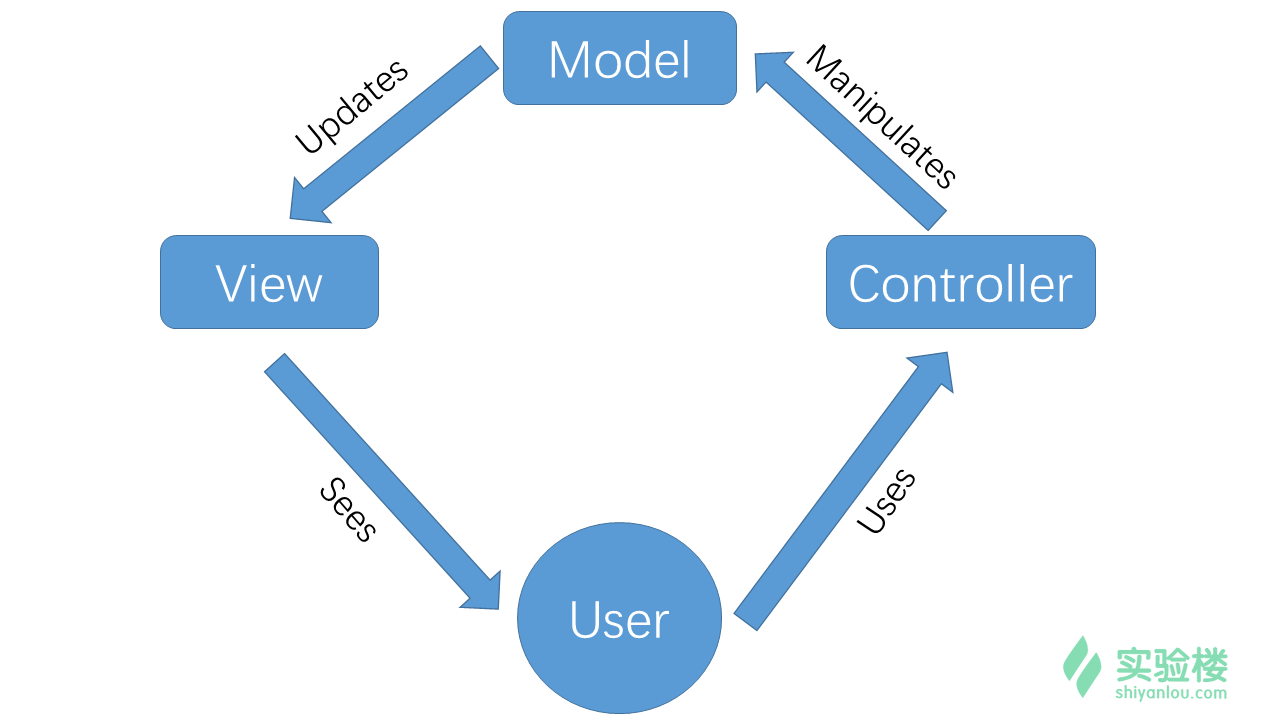 Model
Updates
Manipulates
View
Controller
Sees
Uses
User
实验楼
shiyanlou.com